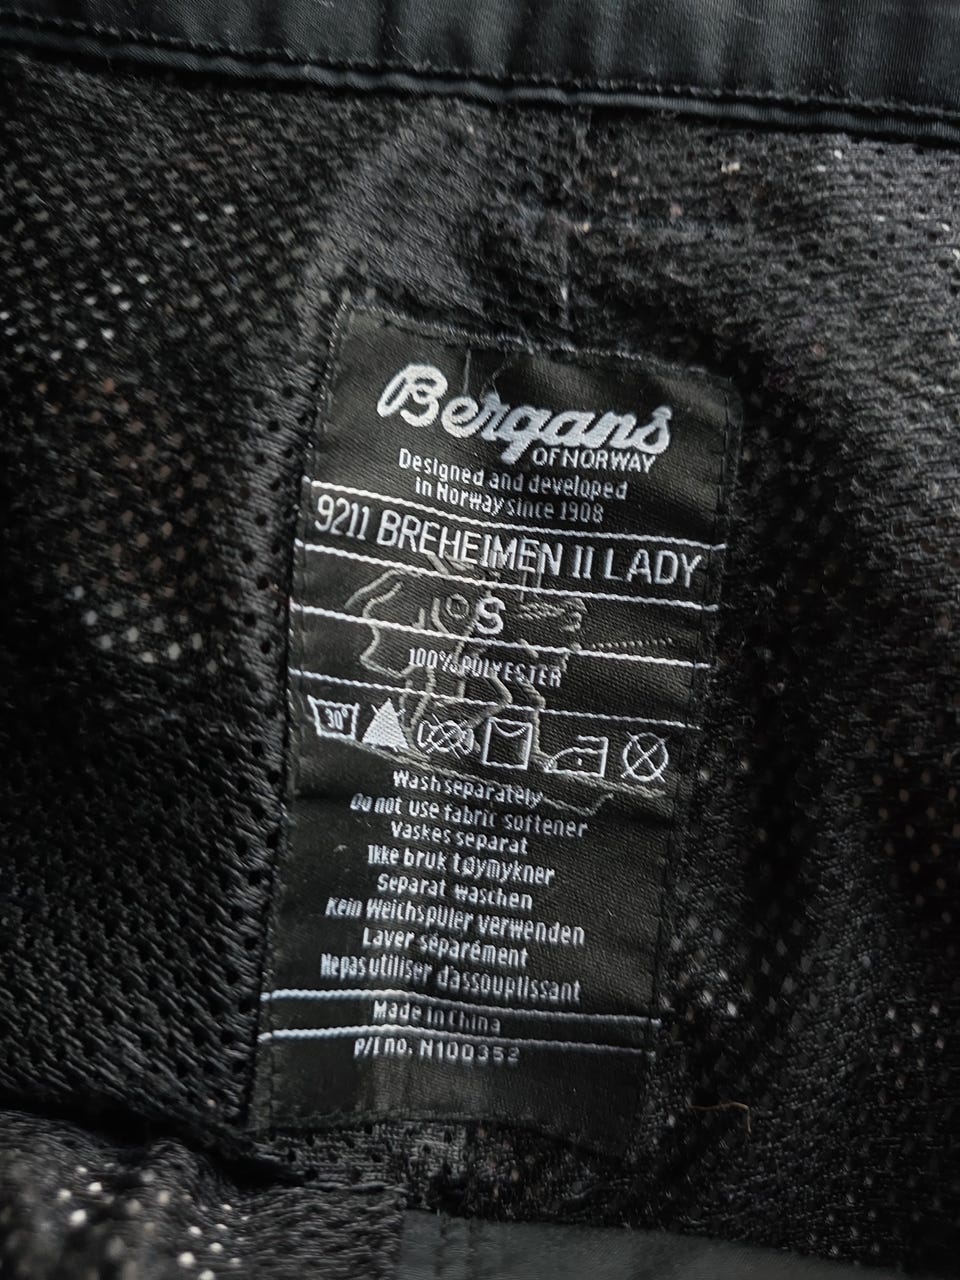 Bergans
OF NORWAY
Designed and developed
in Norway since 1908
9211 BREHEIMEN II LADY
S
100% POLYESTER
30°
Wash separately
Do not use fabric softener
Vaskes separat
Ikke bruk tøymykner
Separat waschen
Kein Weichspüler verwenden
Laver séparément
Ne pas utiliser d'assouplissant
Made in China
P/I no. N100352